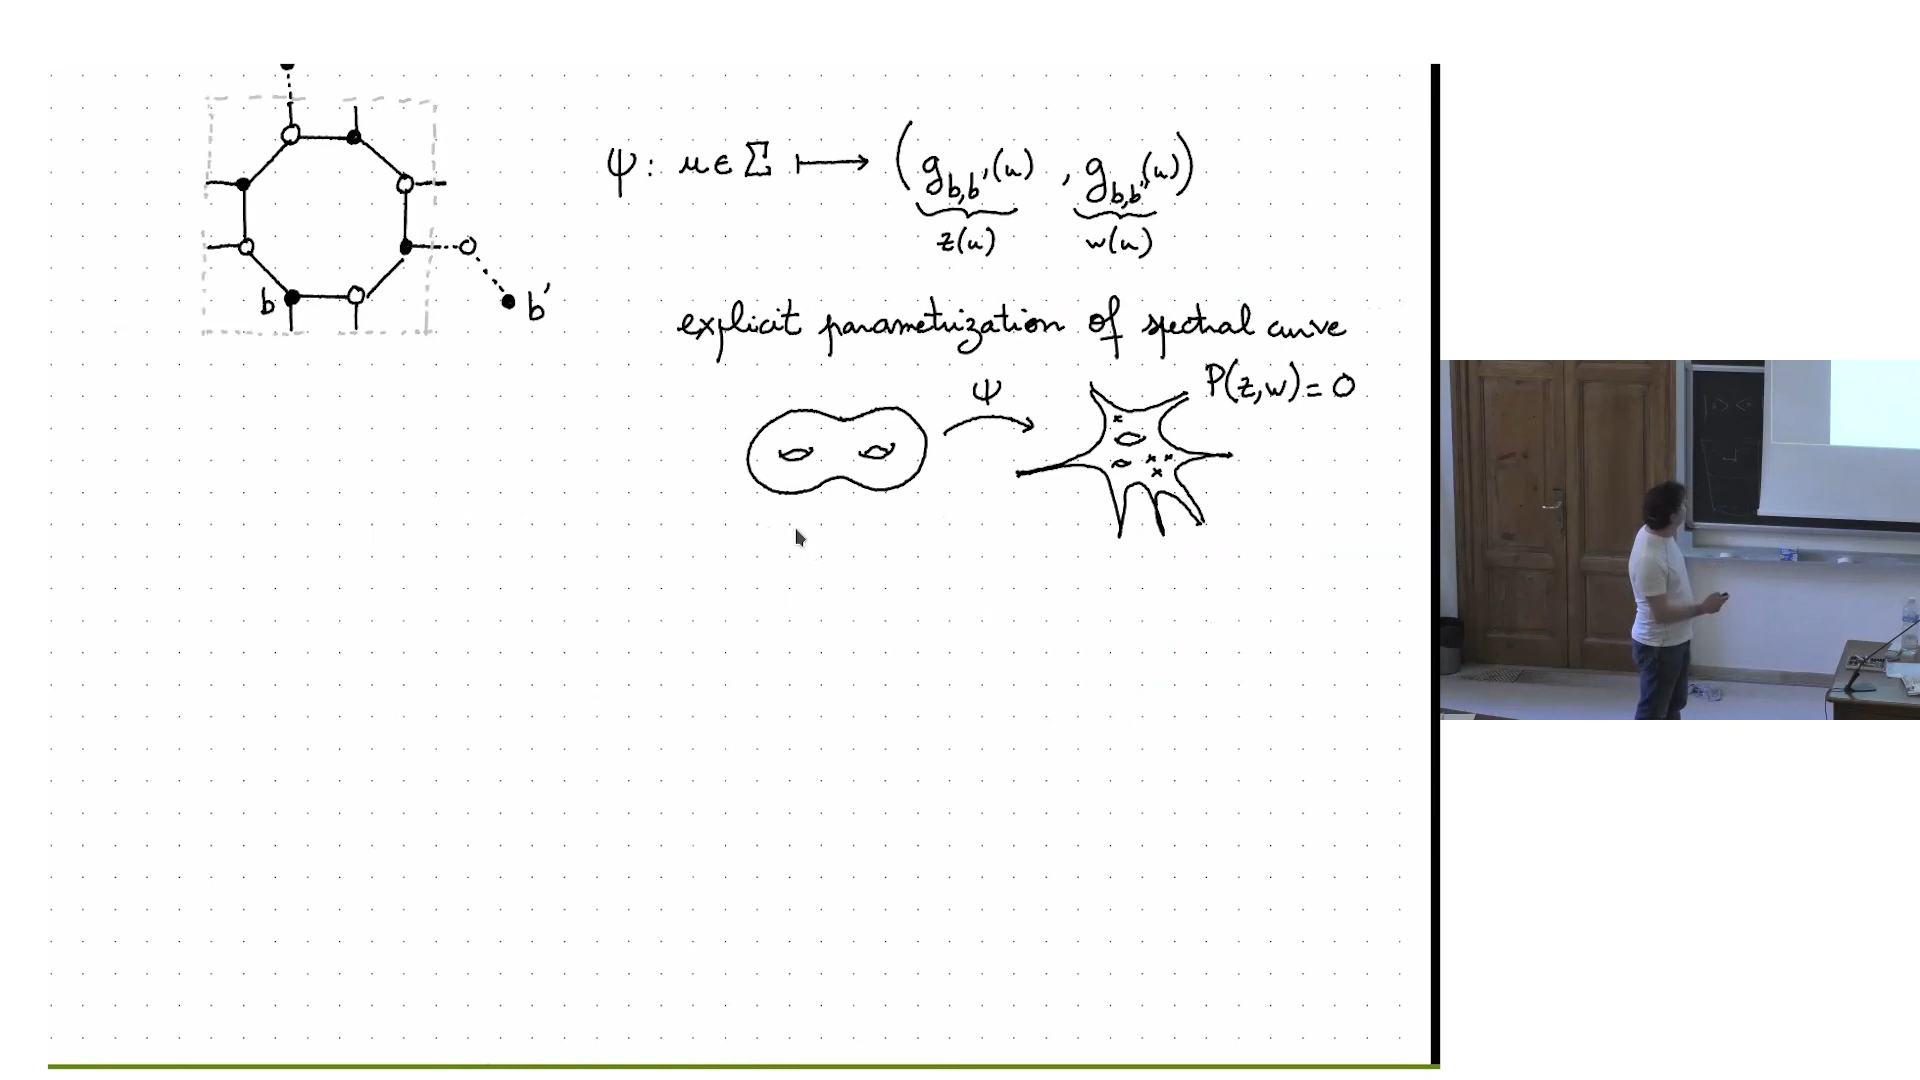 ψ : u ∈ Σ ⟼ (g_{b,b'}(u), g_{b,b''}(u))
z(u) w(u)
b
b'
explicit parametrization of spectral curve
P(z,w) = 0
ψ